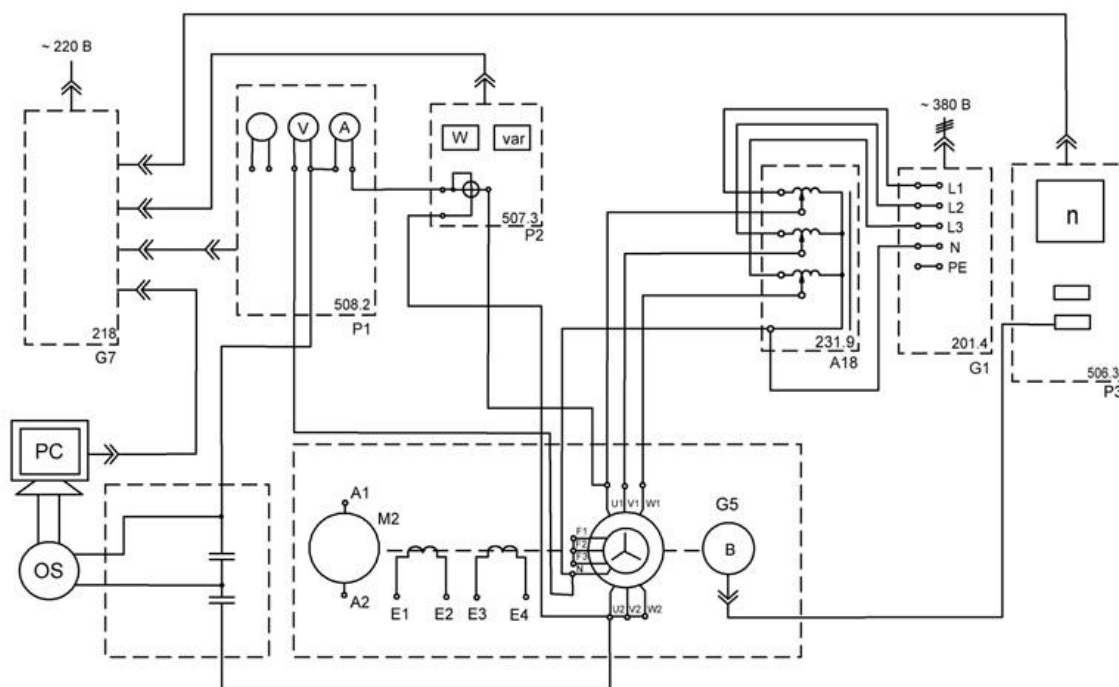 ~ 220 В
218
G7
V
A
508.2
P1
W
var
507.3
P2
231.9
A18
~ 380 В
L1
L2
L3
N
PE
201.4
G1
n
506.3
P3
PC
OS
A1
M2
A2
E1
E2
E3
E4
U1
V1
W1
F1
F2
F3
N
U2
V2
W2
G5
B